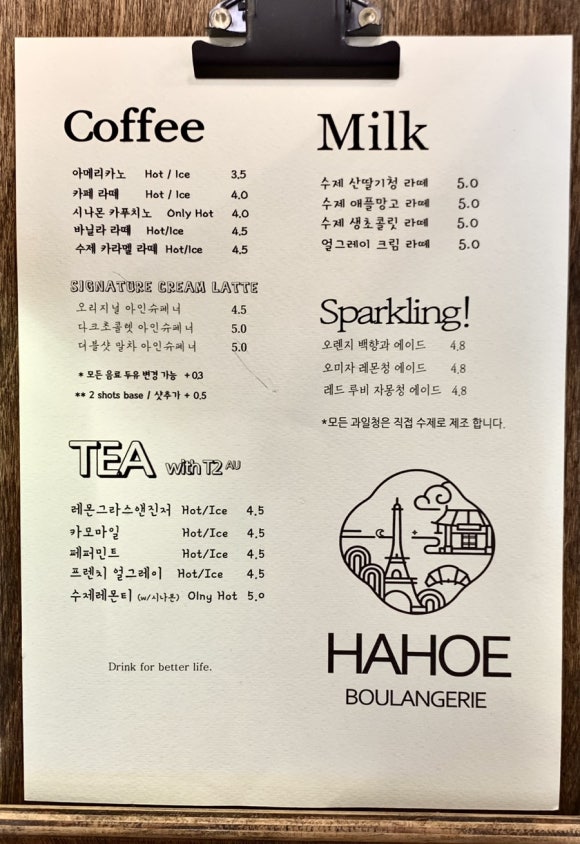 Coffee
아메리카노 Hot / Ice 3.5
카페 라떼 Hot / Ice 4.0
시나몬 카푸치노 Only Hot 4.0
바닐라 라떼 Hot/Ice 4.5
수제 카라멜 라떼 Hot/Ice 4.5
SIGNATURE CREAM LATTE
오리지널 아인슈페너 4.5
다크초콜렛 아인슈페너 5.0
더블샷 말차 아인슈페너 5.0
* 모든 음료 두유 변경 가능 +0.3
** 2 shots base / 샷추가 + 0.5
TEA with T2 AU
레몬그라스앤진저 Hot/Ice 4.5
카모마일 Hot/Ice 4.5
페퍼민트 Hot/Ice 4.5
프렌치 얼그레이 Hot/Ice 4.5
수제레몬티 (w/시나몬) Olny Hot 5.0
Drink for better life.
Milk
수제 산딸기청 라떼 5.0
수제 애플망고 라떼 5.0
수제 생초콜릿 라떼 5.0
얼그레이 크림 라떼 5.0
Sparkling!
오렌지 백향과 에이드 4.8
오미자 레몬청 에이드 4.8
레드 루비 자몽청 에이드 4.8
*모든 과일청은 직접 수제로 제조 합니다.
HAHOE
BOULANGERIE